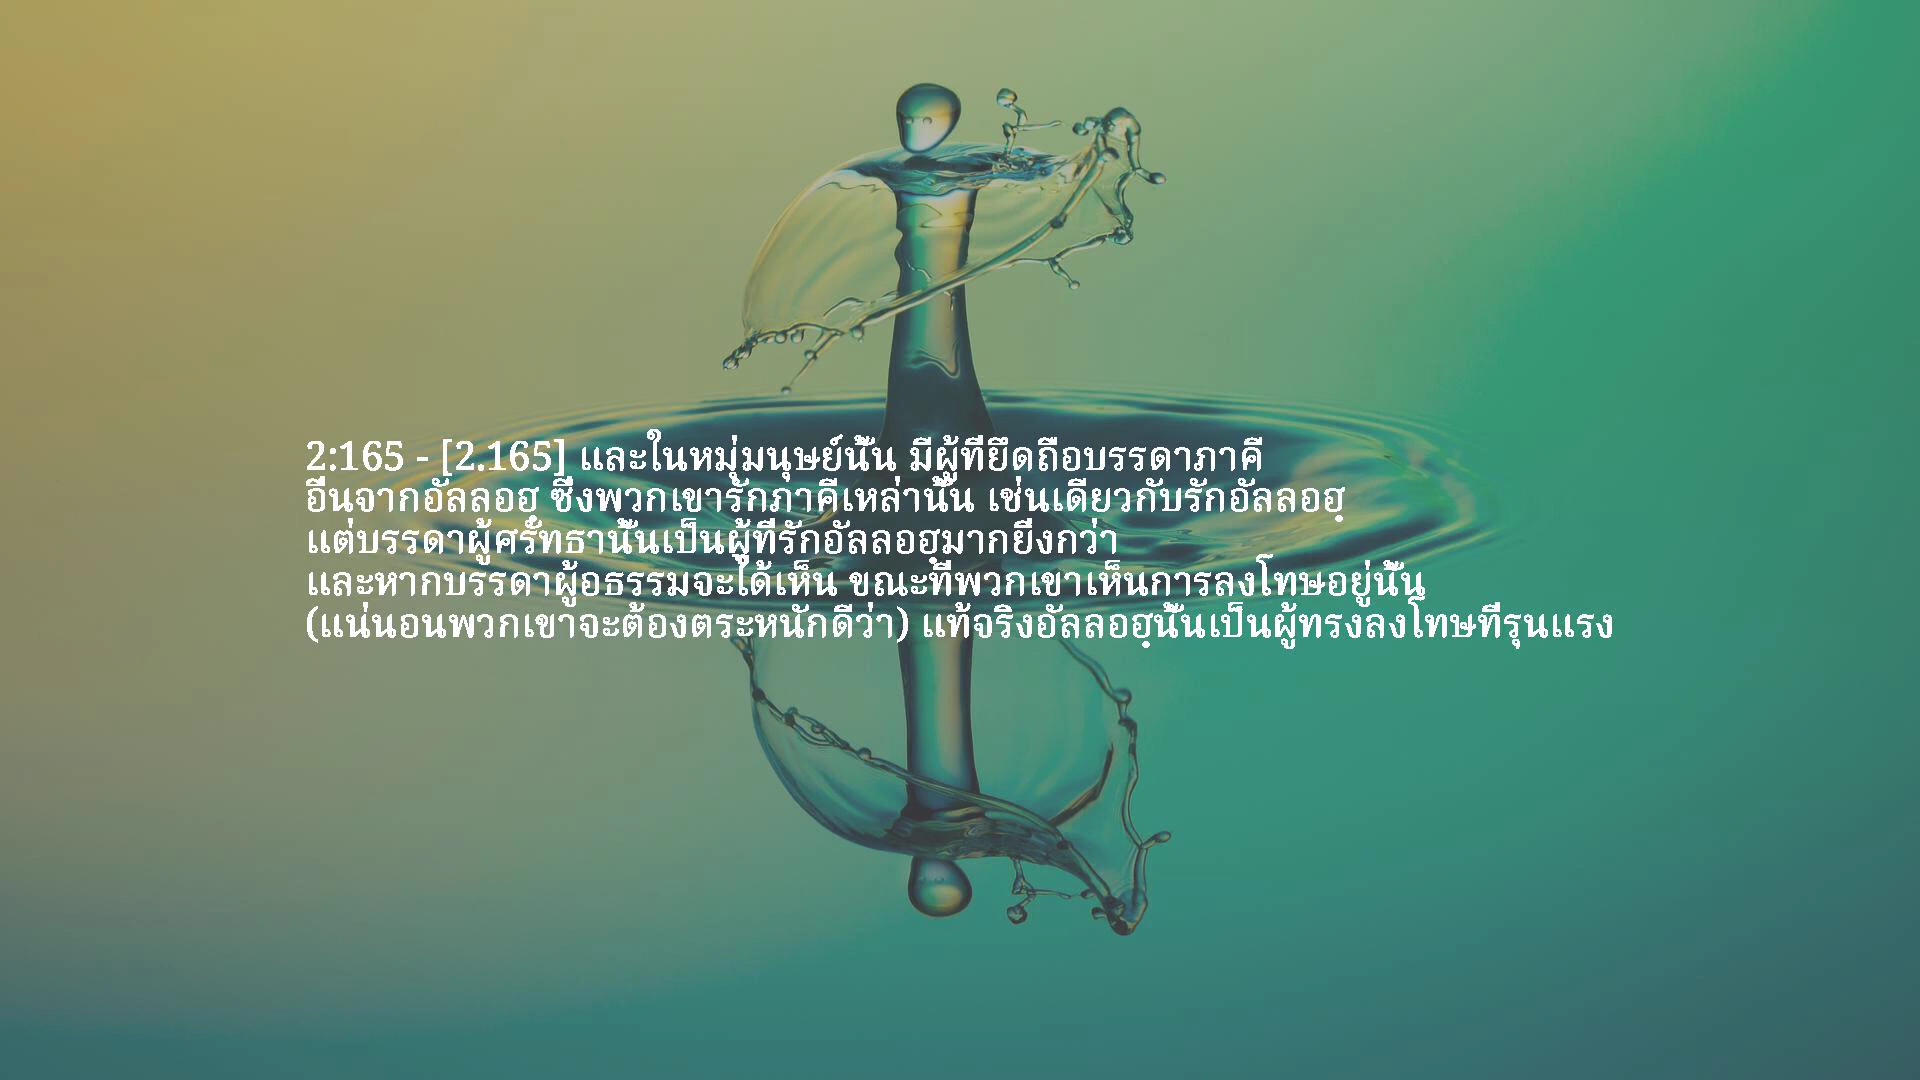 2:165 - [2.165] และในหมู่มนุษย์นั้น มีผู้ที่ยึดถือบรรดาภาคี
อื่นจากอัลลอฮฺ ซึ่งพวกเขารักภาคีเหล่านั้น เช่นเดียวกับรักอัลลอฮฺ
แต่บรรดาผู้ศรัทธานั้นเป็นผู้ที่รักอัลลอฮฺมากยิ่งกว่า
และหากบรรดาผู้อธรรมจะได้เห็น ขณะที่พวกเขาเห็นการลงโทษอยู่นั้น
(แน่นอนพวกเขาจะต้องตระหนักดีว่า) แท้จริงอัลลอฮฺนั้นเป็นผู้ทรงลงโทษที่รุนแรง